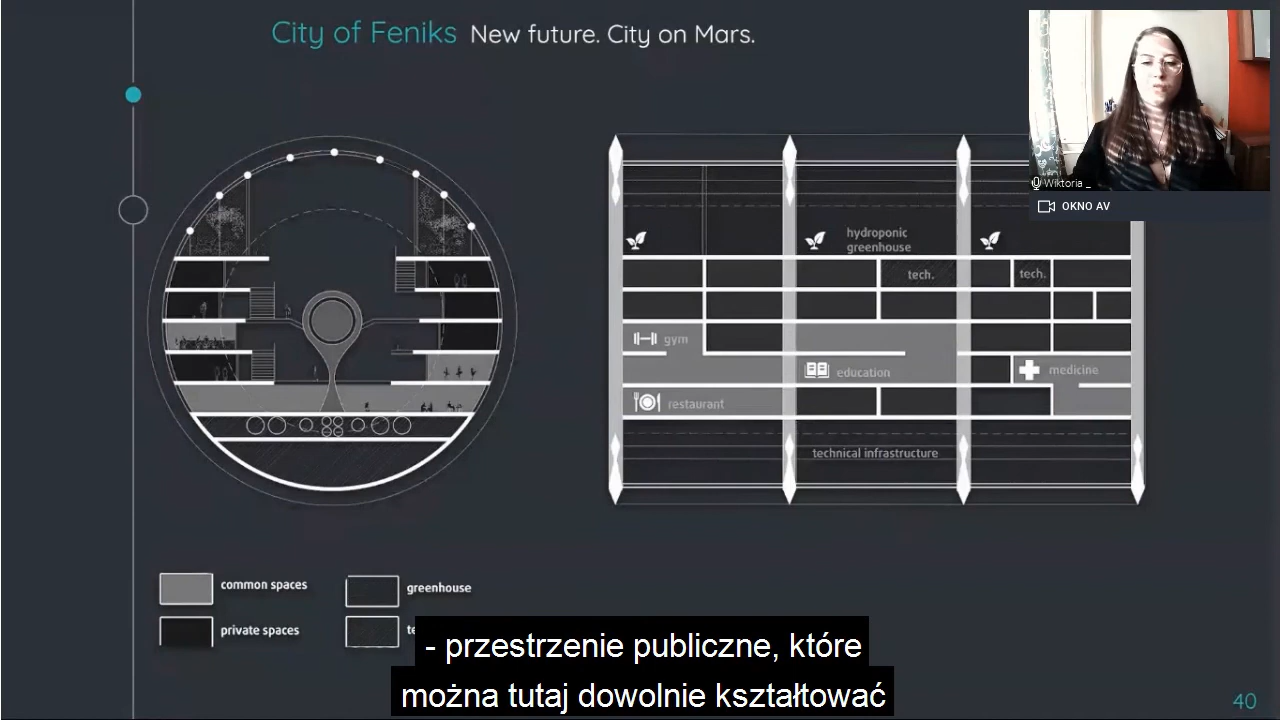 City of Feniks New future. City on Mars.
Wiktoria _
OKNO AV
hydroponic
greenhouse
tech.
tech.
gym
education
medicine
restaurant
technical infrastructure
common spaces
greenhouse
private spaces
- przestrzenie publiczne, które
można tutaj dowolnie kształtować
40